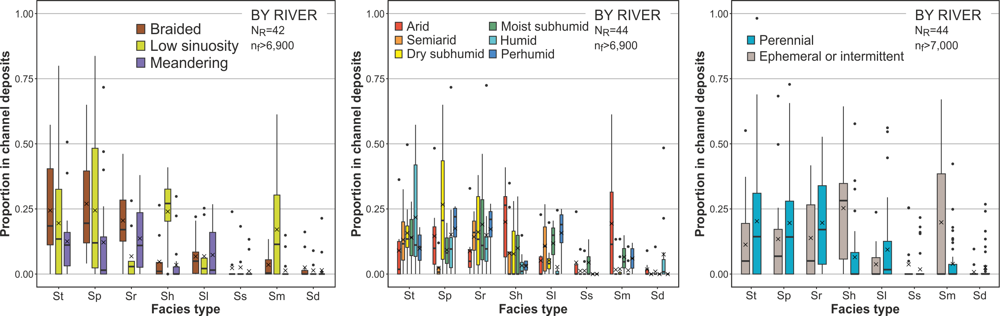 Proportion in channel deposits
1.00
0.75
0.50
0.25
0.00
BY RIVER
NR=42
nf>6,900
Braided
Low sinuosity
Meandering
St Sp Sr Sh Sl Ss Sm Sd
Facies type
Proportion in channel deposits
1.00
0.75
0.50
0.25
0.00
BY RIVER
NR=44
nf>6,900
Arid
Semiarid
Dry subhumid
Moist subhumid
Humid
Perhumid
St Sp Sr Sh Sl Ss Sm Sd
Facies type
Proportion in channel deposits
1.00
0.75
0.50
0.25
0.00
BY RIVER
NR=44
nf>7,000
Perennial
Ephemeral or intermittent
St Sp Sr Sh Sl Ss Sm Sd
Facies type